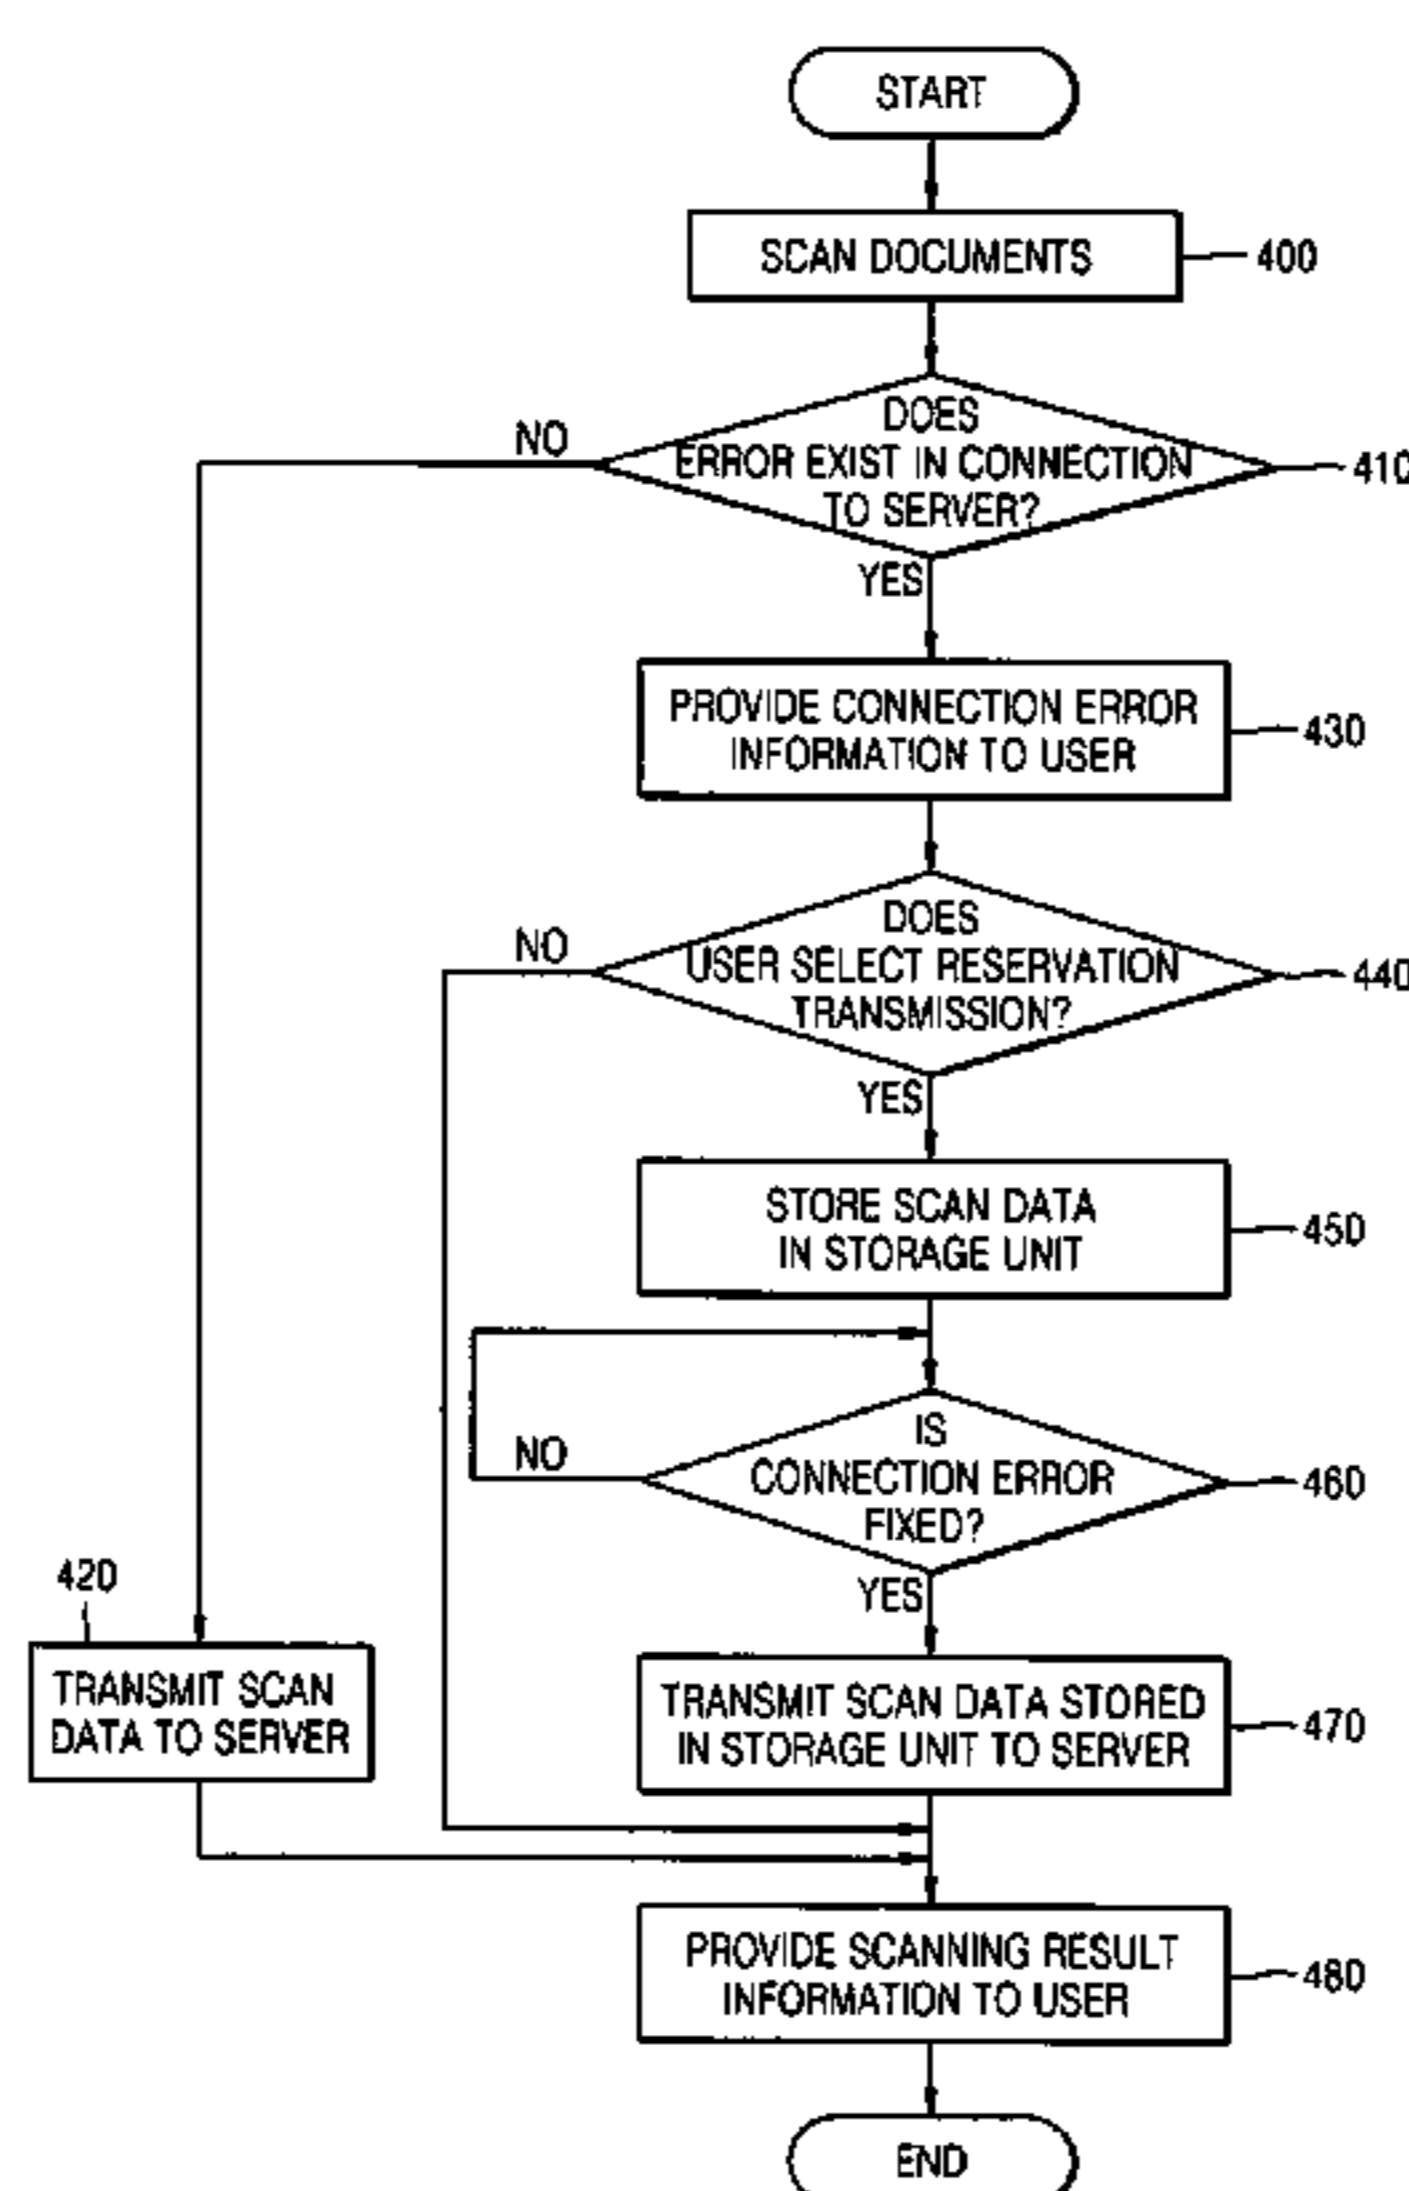 START
SCAN DOCUMENTS
400
DOES
ERROR EXIST IN CONNECTION
TO SERVER?
410
NO
YES
PROVIDE CONNECTION ERROR
INFORMATION TO USER
430
DOES
USER SELECT RESERVATION
TRANSMISSION?
440
NO
YES
STORE SCAN DATA
IN STORAGE UNIT
450
IS
CONNECTION ERROR
FIXED?
460
NO
YES
420
TRANSMIT SCAN
DATA TO SERVER
TRANSMIT SCAN DATA STORED
IN STORAGE UNIT TO SERVER
470
PROVIDE SCANNING RESULT
INFORMATION TO USER
480
END